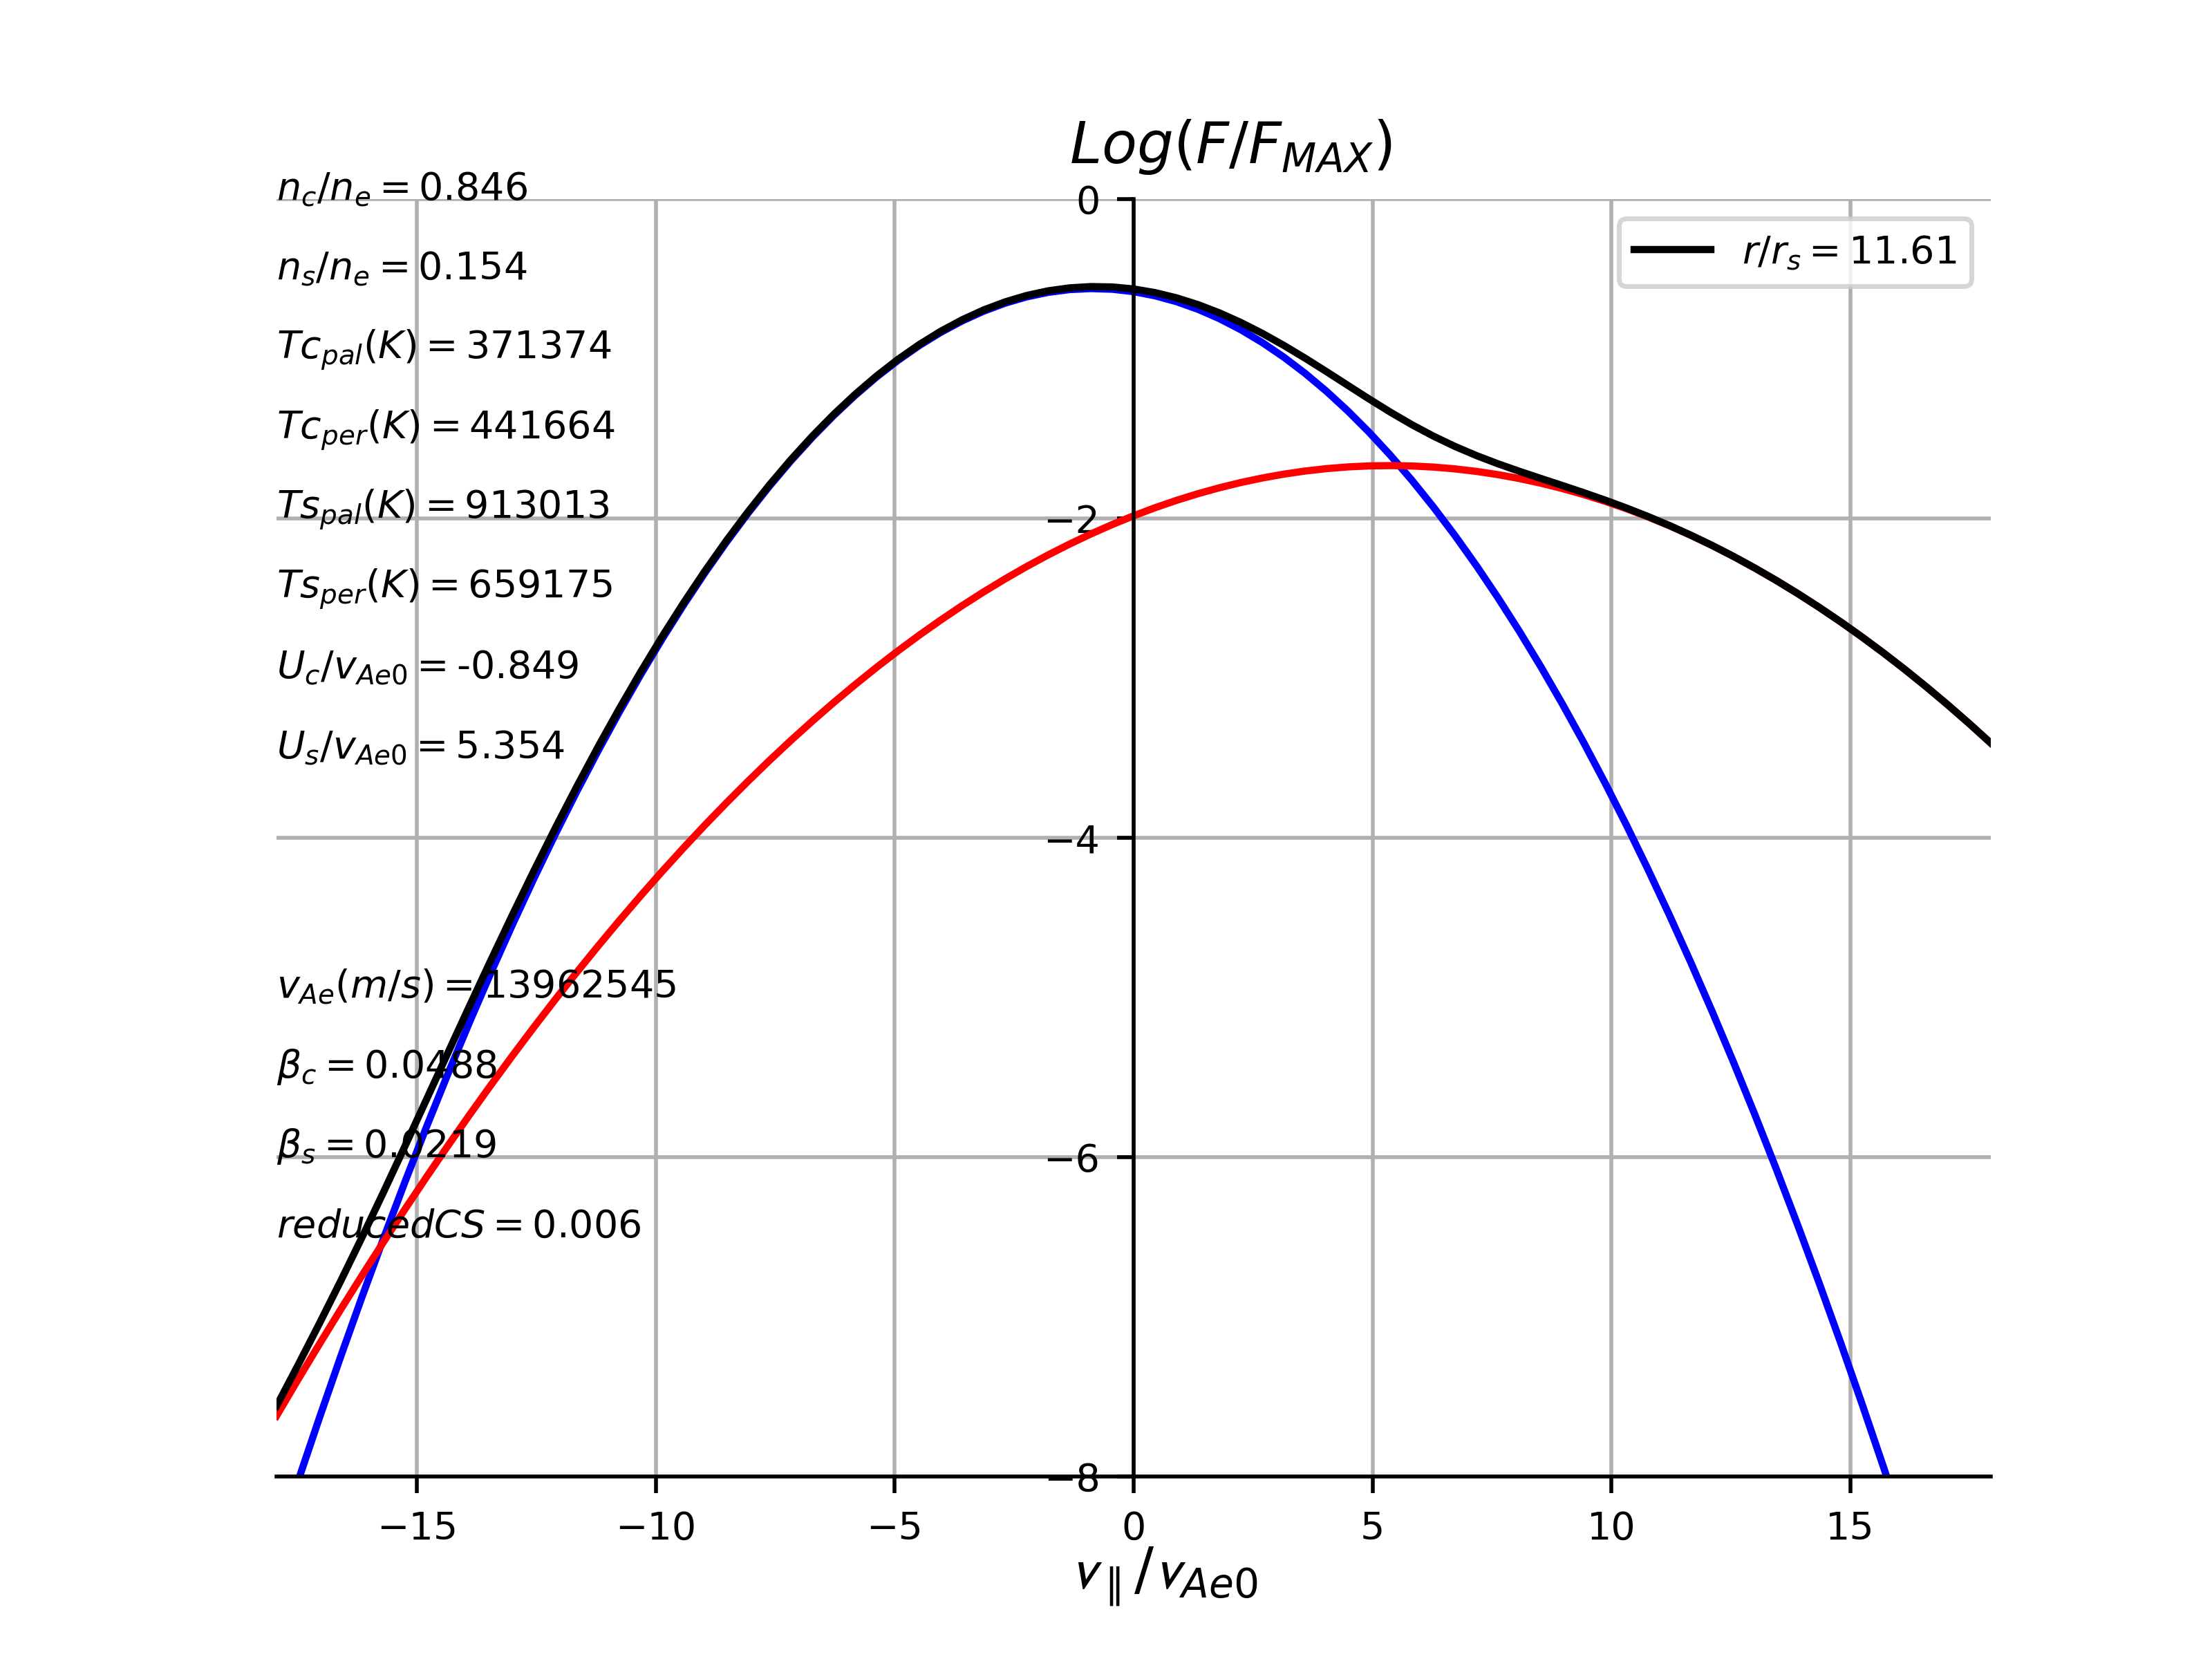 Log(F/F_MAX)
n_c/n_e = 0.846
n_s/n_e = 0.154
Tc_pal(K) = 371374
Tc_per(K) = 441664
Ts_pal(K) = 913013
Ts_per(K) = 659175
U_c/v_Ae0 = -0.849
U_s/v_Ae0 = 5.354
v_Ae(m/s) = 13962545
β_c = 0.0488
β_s = 0.0219
reducedCS = 0.006
r/r_s = 11.61
0
−2
−4
−6
−8
−15 −10 −5 0 5 10 15
v_∥/v_Ae0